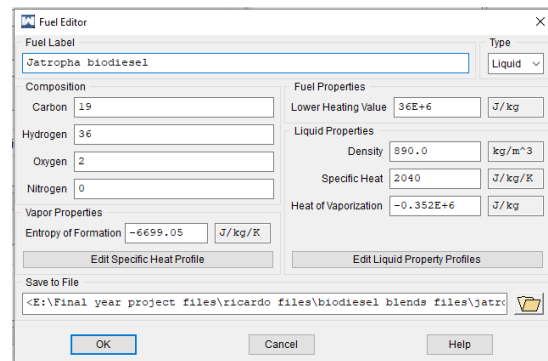 Fuel Editor
Fuel Label
Jatropha biodiesel
Type
Liquid
Composition
Carbon 19
Hydrogen 36
Oxygen 2
Nitrogen 0
Fuel Properties
Lower Heating Value 36E+6 J/kg
Liquid Properties
Density 890.0 kg/m^3
Specific Heat 2040 J/kg/K
Heat of Vaporization -0.352E+6 J/kg
Vapor Properties
Entropy of Formation -6699.05 J/kg/K
Edit Specific Heat Profile
Edit Liquid Property Profiles
Save to File
<E:\Final year project files\ricardo files\biodiesel blends files\jatro
OK
Cancel
Help